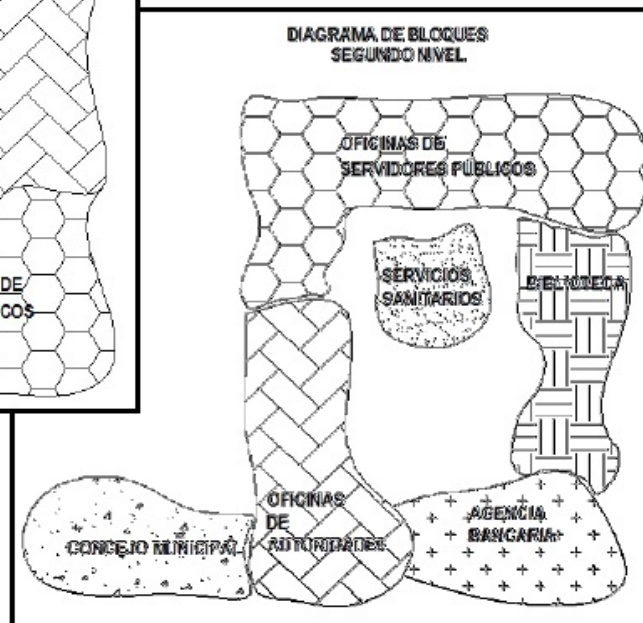 DIAGRAMA DE BLOQUES
SEGUNDO NIVEL
OFICINAS DE
SERVIDORES PÚBLICOS
SERVICIOS
SANITARIOS
BIBLIOTECA
DE
COS
OFICINAS
DE
AUTORIDADES
CONCEJO MUNICIPAL
AGENCIA
BANCARIA